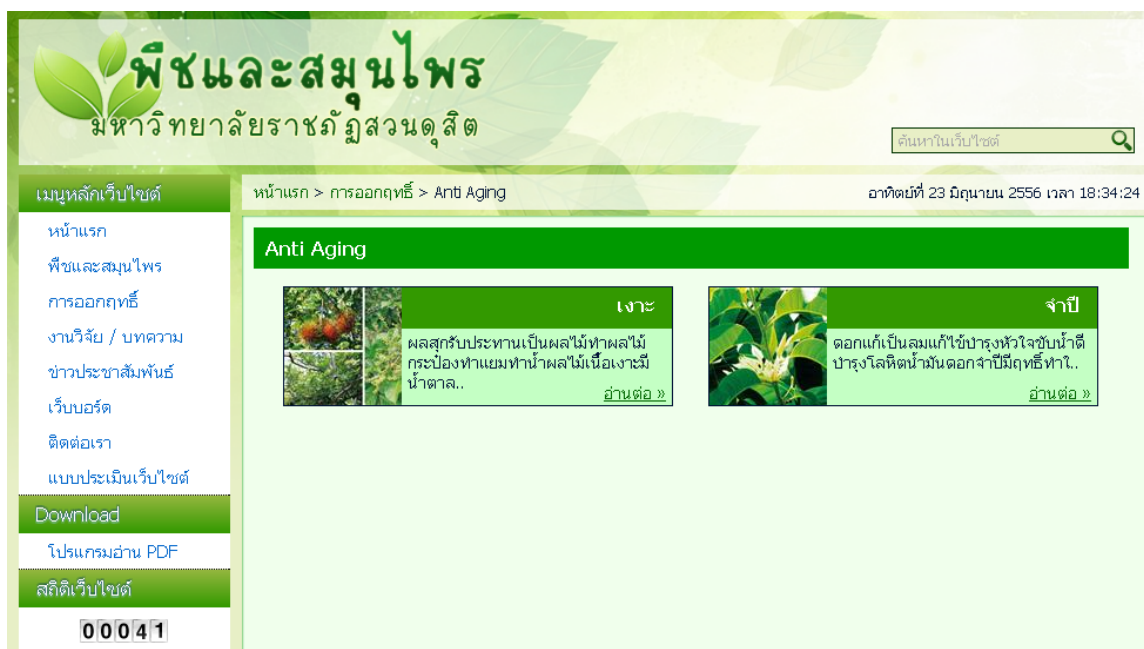 พืชและสมุนไพร
มหาวิทยาลัยราชภัฏสวนดุสิต
ค้นหาในเว็บไซต์
เมนูหลักเว็บไซต์
หน้าแรก
พืชและสมุนไพร
การออกฤทธิ์
งานวิจัย / บทความ
ข่าวประชาสัมพันธ์
เว็บบอร์ด
ติดต่อเรา
แบบประเมินเว็บไซต์
Download
โปรแกรมอ่าน PDF
สถิติเว็บไซต์
00041
หน้าแรก > การออกฤทธิ์ > Anti Aging
อาทิตย์ที่ 23 มิถุนายน 2556 เวลา 18:34:24
Anti Aging
เงาะ
ผลสุกรับประทานเป็นผลไม้ทำผลไม้
กระป๋องทำแยมทำน้ำผลไม้เนื้อเงาะมี
น้ำตาล..
อ่านต่อ »
จำปี
ดอกแก้เป็นลมแก้ไข้บำรุงหัวใจขับน้ำดี
บำรุงโลหิตน้ำมันดอกจำปีมีฤทธิ์ทำใ..
อ่านต่อ »